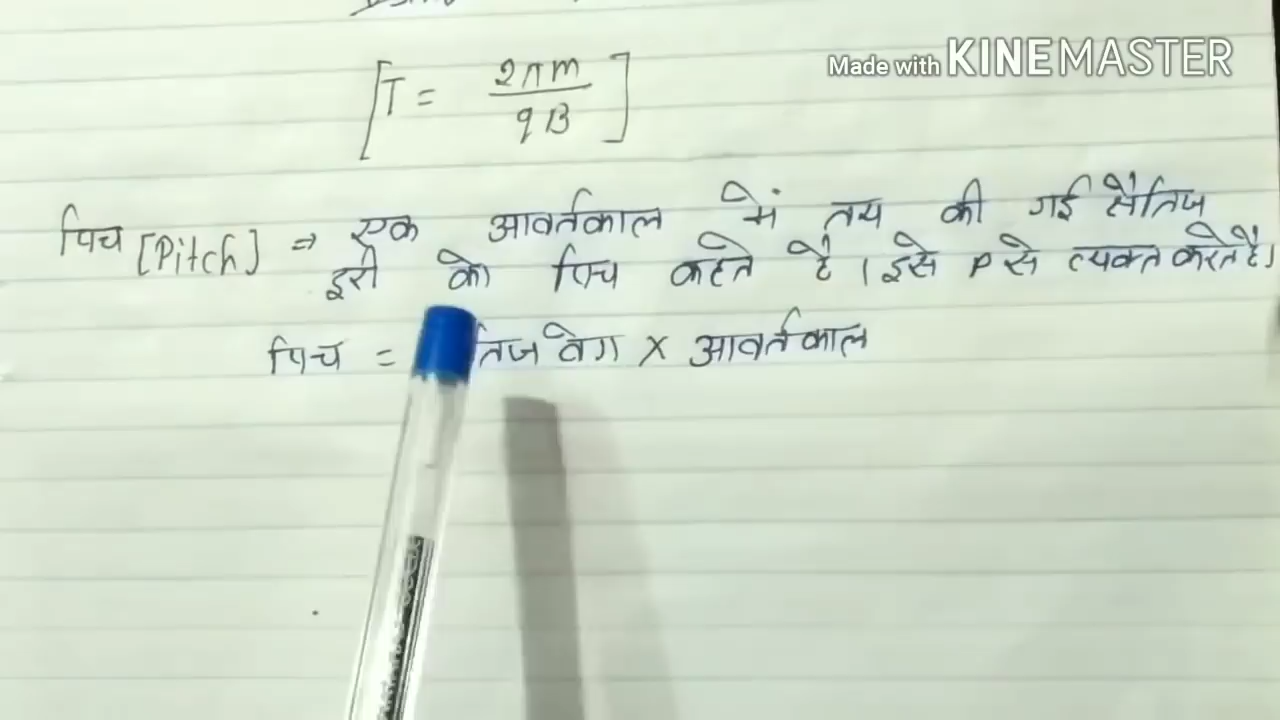 Made with KINEMASTER
[T = 2πm / qB]
पिच [Pitch] ⇒ एक आवर्तकाल में तय की गई क्षैतिज
दूरी को पिच कहते है । इसे P से व्यक्त करते है।
पिच = तिज वेग × आवर्तकाल